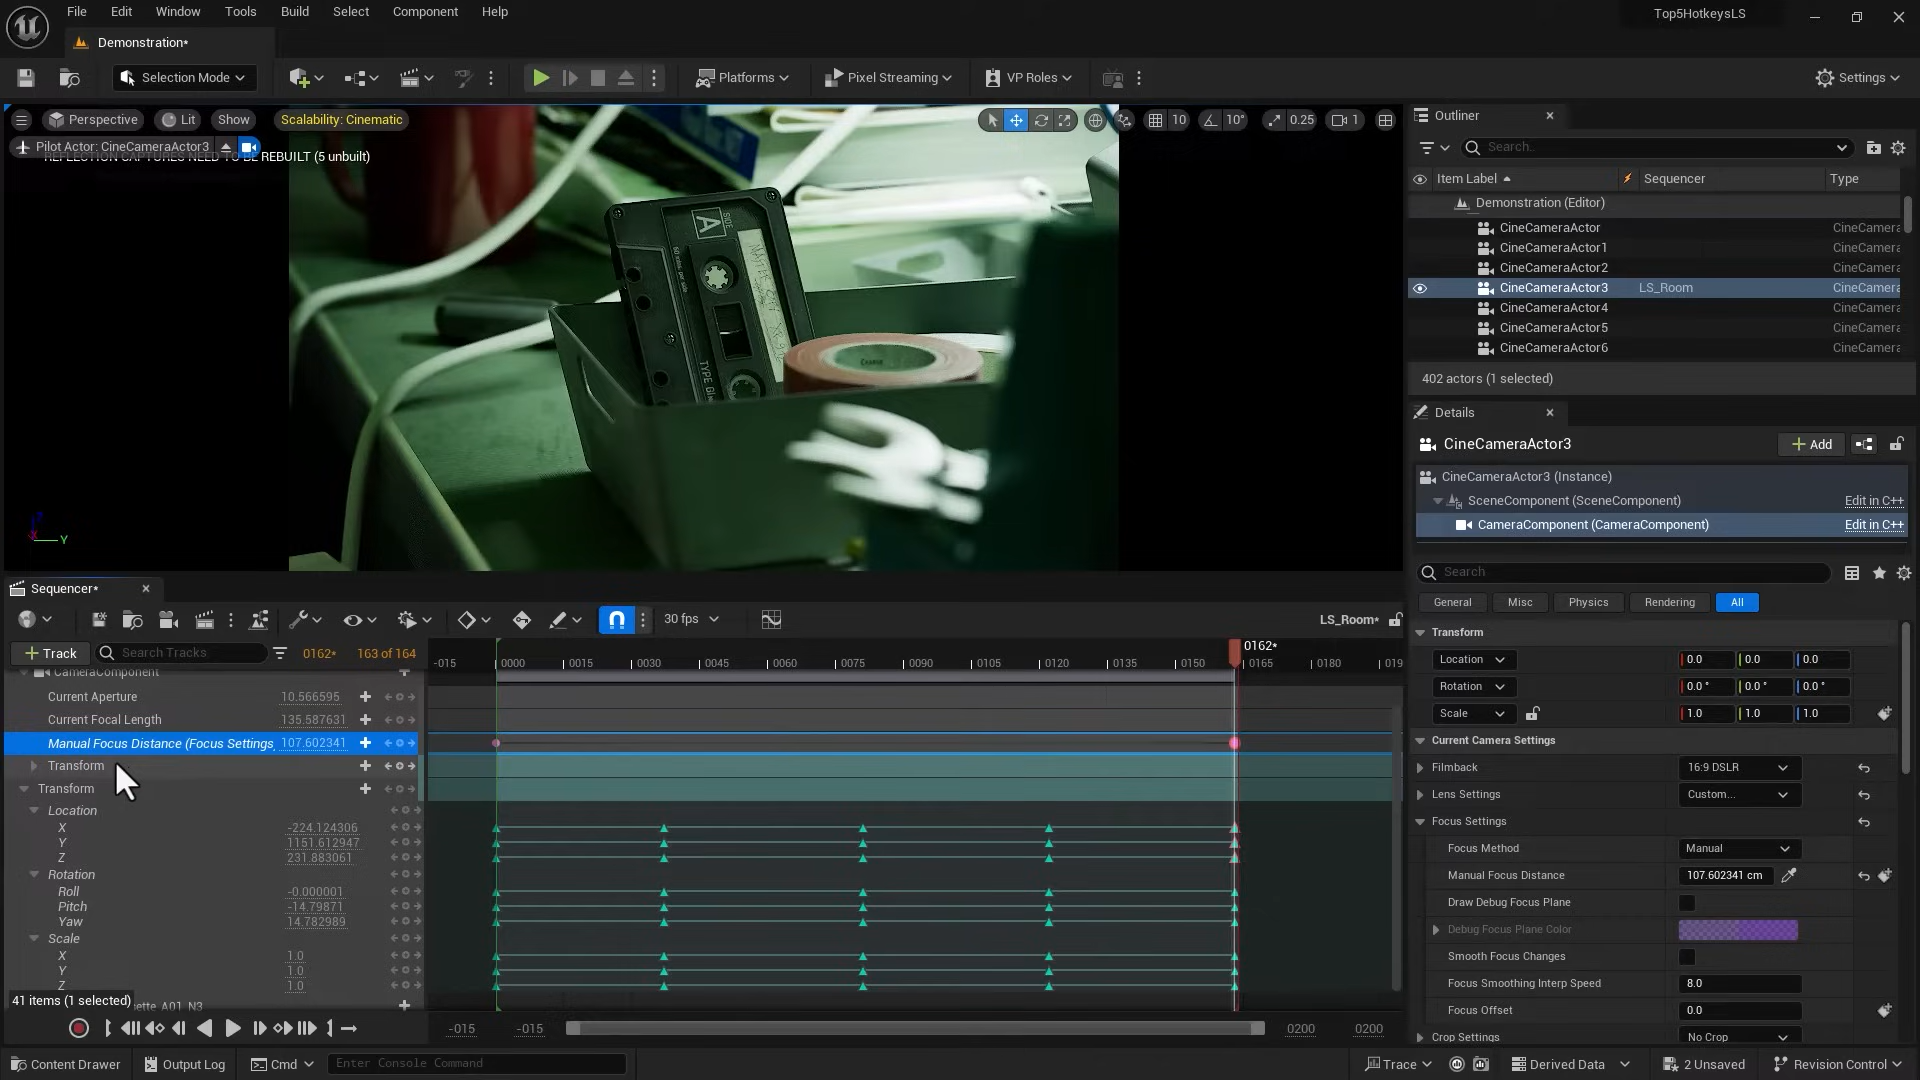 File Edit Window Tools Build Select Component Help
Top5HotkeysLS
Demonstration*
Selection Mode
Platforms
Pixel Streaming
VP Roles
Settings
Perspective
Lit
Show
Scalability: Cinematic
10
10°
0.25
1
Pilot Actor: CineCameraActor3
REFLECTION CAPTURES NEED TO BE REBUILT (5 unbuilt)
A
SIDE
Y
Outliner
Search...
Item Label
Sequencer
Type
Demonstration (Editor)
CineCameraActor CineCamera
CineCameraActor1 CineCamera
CineCameraActor2 CineCamera
CineCameraActor3 LS_Room CineCamera
CineCameraActor4 CineCamera
CineCameraActor5 CineCamera
CineCameraActor6 CineCamera
402 actors (1 selected)
Details
CineCameraActor3
Add
CineCameraActor3 (Instance)
SceneComponent (SceneComponent) Edit in C++
CameraComponent (CameraComponent) Edit in C++
Search
General Misc Physics Rendering All
Transform
Location 0.0 0.0 0.0
Rotation 0.0 ° 0.0 ° 0.0 °
Scale 1.0 1.0 1.0
Current Camera Settings
Filmback 16:9 DSLR
Lens Settings Custom...
Focus Settings
Focus Method Manual
Manual Focus Distance 107.602341 cm
Draw Debug Focus Plane
Debug Focus Plane Color
Smooth Focus Changes
Focus Smoothing Interp Speed 8.0
Focus Offset 0.0
Crop Settings No Crop
Sequencer*
30 fps
LS_Room*
Track
Search Tracks
0162*
163 of 164
-015 0000 0015 0030 0045 0060 0075 0090 0105 0120 0135 0150 0165 0180 019
0162*
CameraComponent
Current Aperture 10.566595
Current Focal Length 135.587631
Manual Focus Distance (Focus Settings 107.602341
Transform
Transform
Location
X -224.124306
Y 1151.612947
Z 231.883061
Rotation
Roll -0.000001
Pitch -14.79871
Yaw 14.782989
Scale
X 1.0
Y 1.0
Z 1.0
41 items (1 selected)
-015 -015 0200 0200
Content Drawer
Output Log
Cmd
Enter Console Command
Trace
Derived Data
2 Unsaved
Revision Control